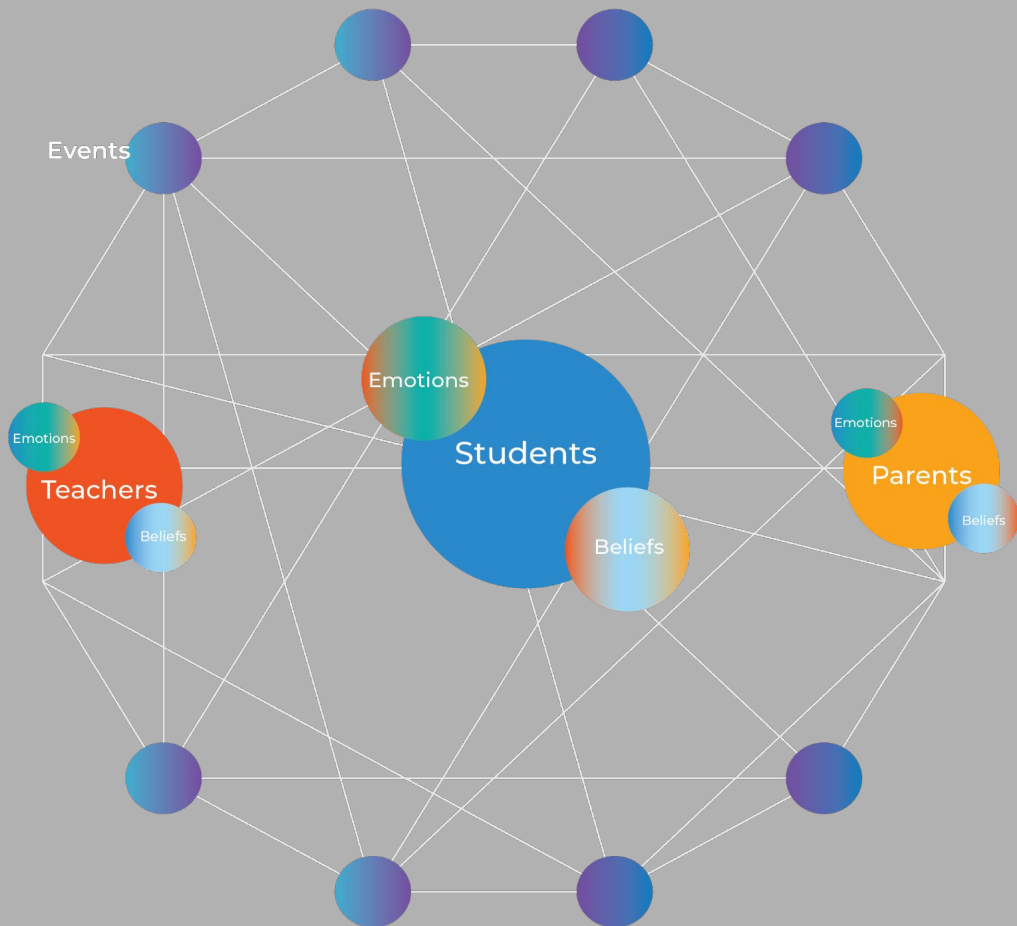 Events
Emotions
Students
Beliefs
Emotions
Teachers
Beliefs
Emotions
Parents
Beliefs